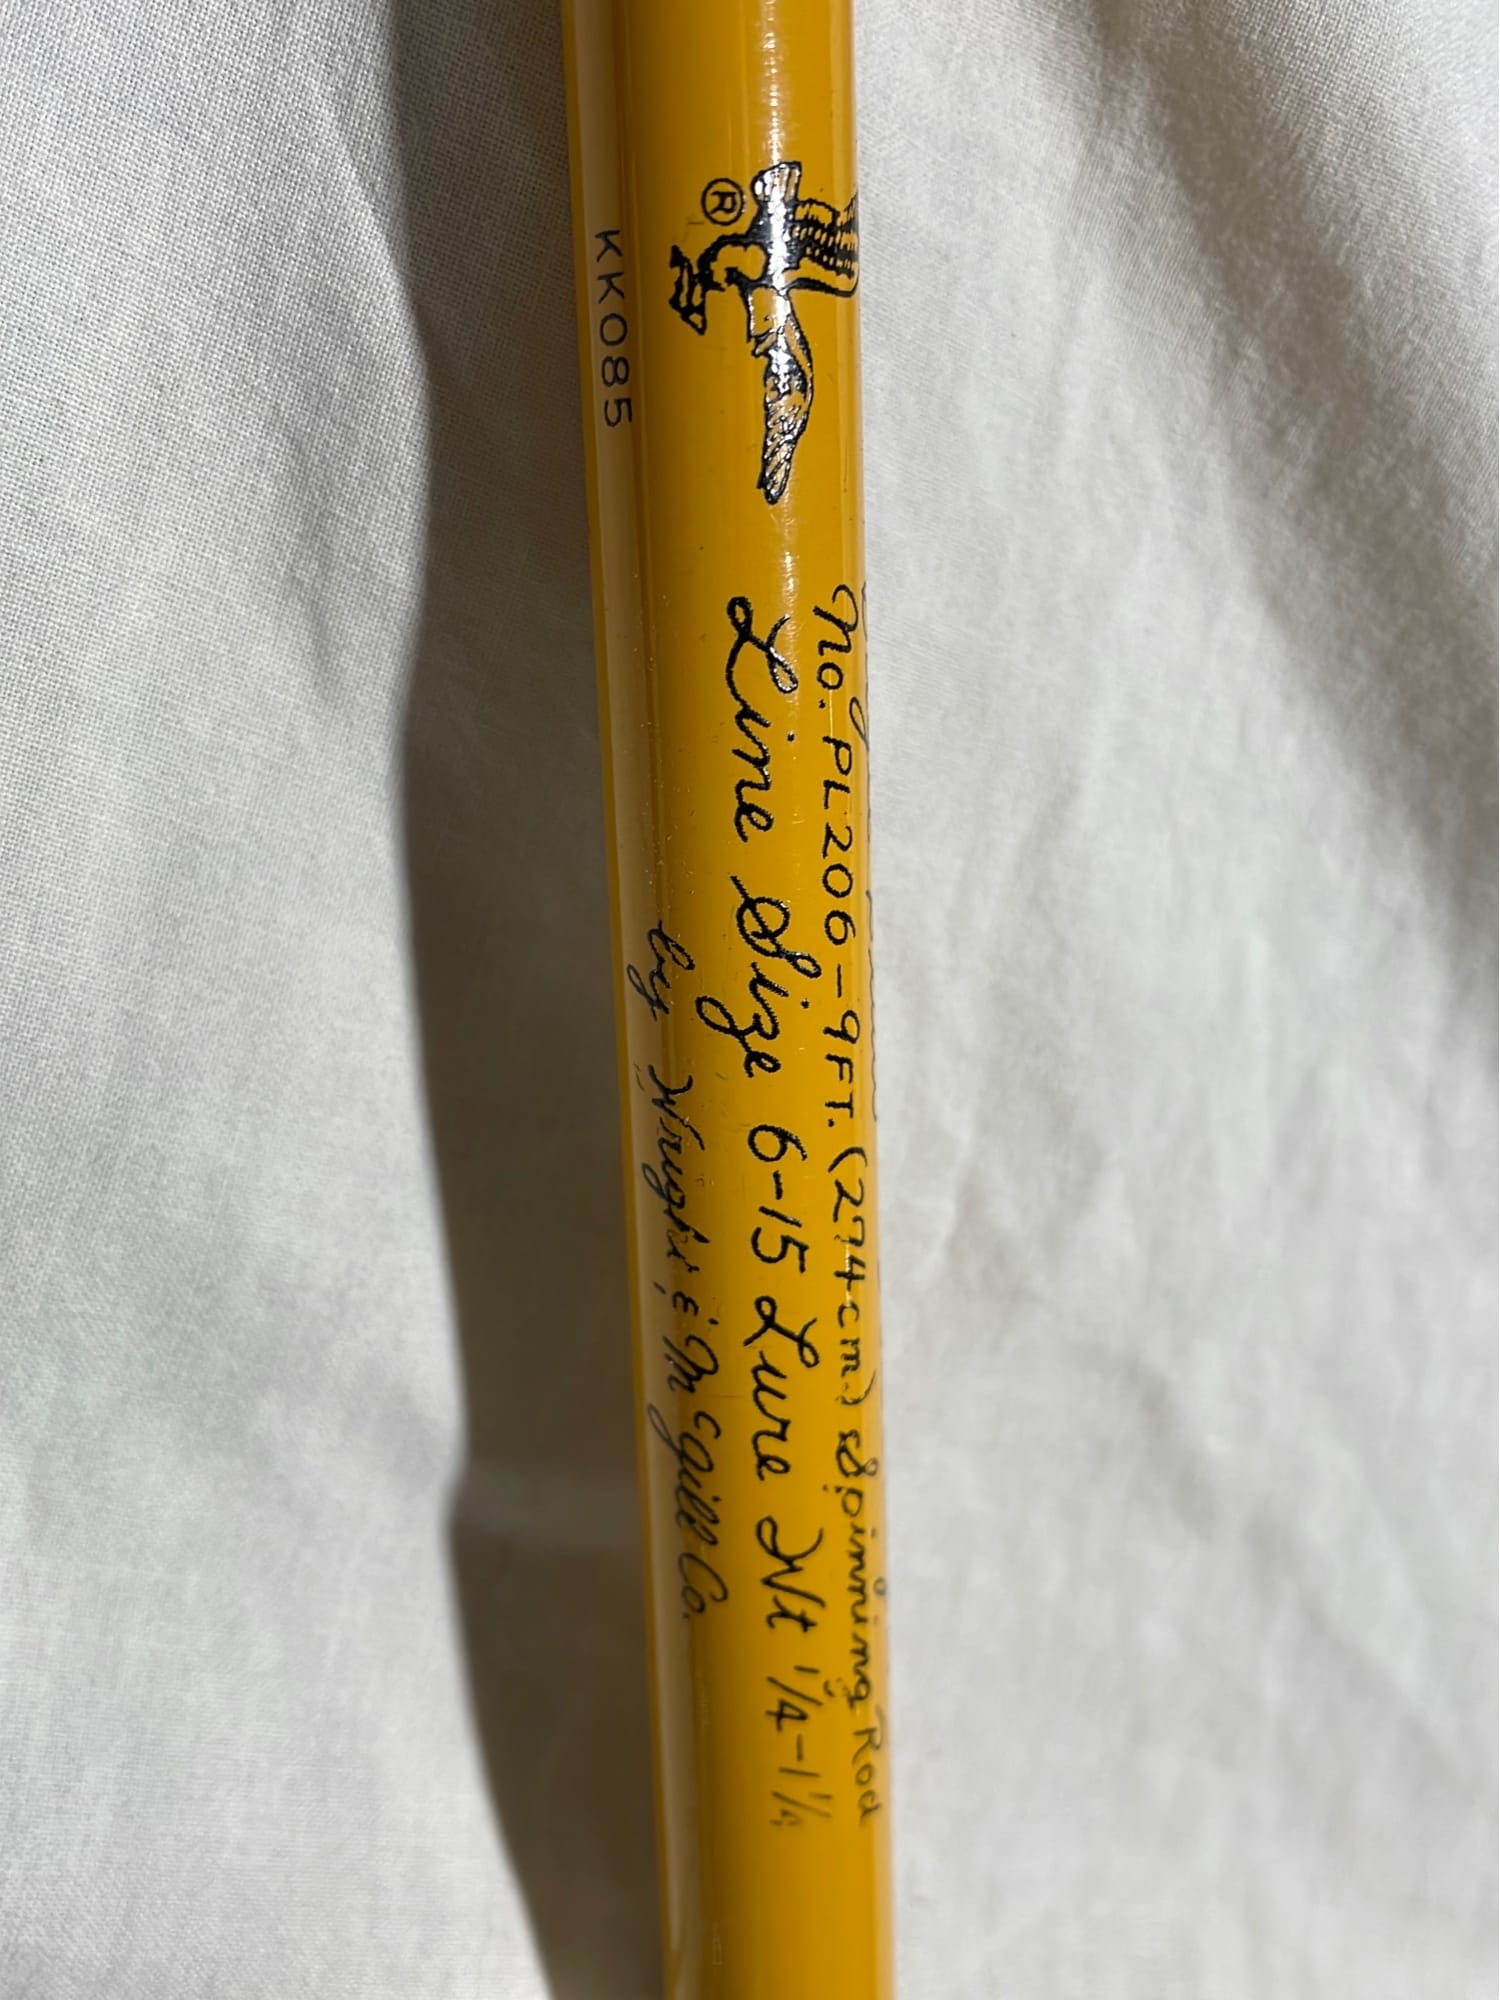 ®
KK085
No. PL206-9FT. (274cm.) Spinning Rod
Line Size 6-15 Lure Wt 1/4-1 1/4
by Wright & McGill Co.